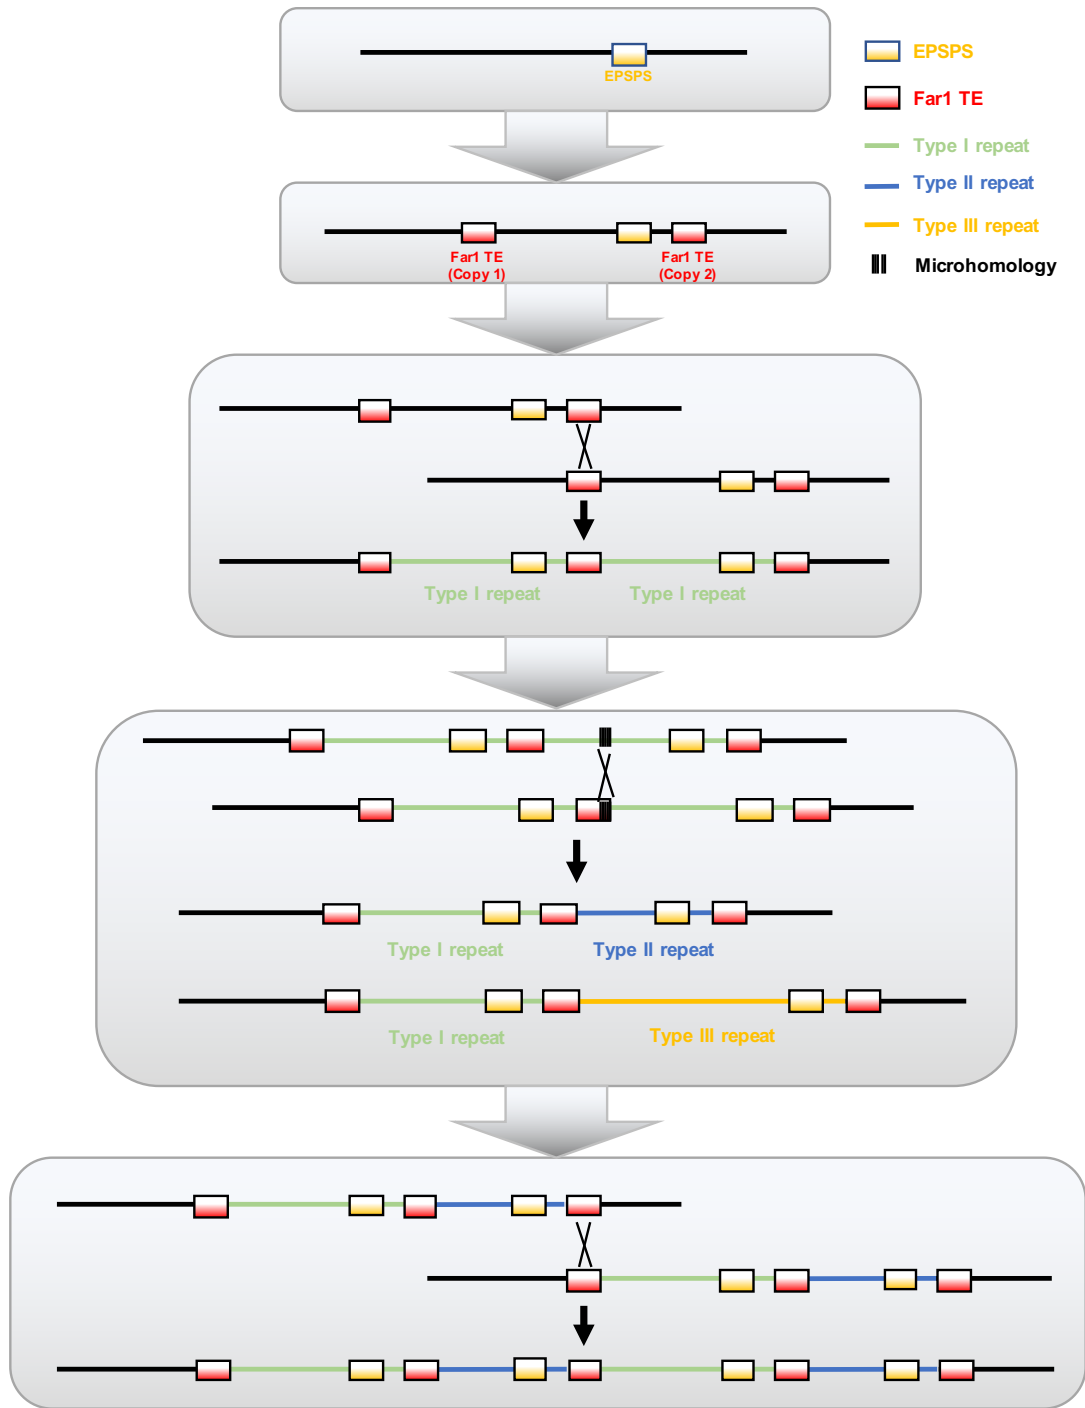 EPSPS
EPSPS
Far1 TE
Type I repeat
Type II repeat
Type III repeat
Microhomology
Far1 TE
(Copy 1)
Far1 TE
(Copy 2)
Type I repeat
Type I repeat
Type I repeat
Type II repeat
Type I repeat
Type III repeat